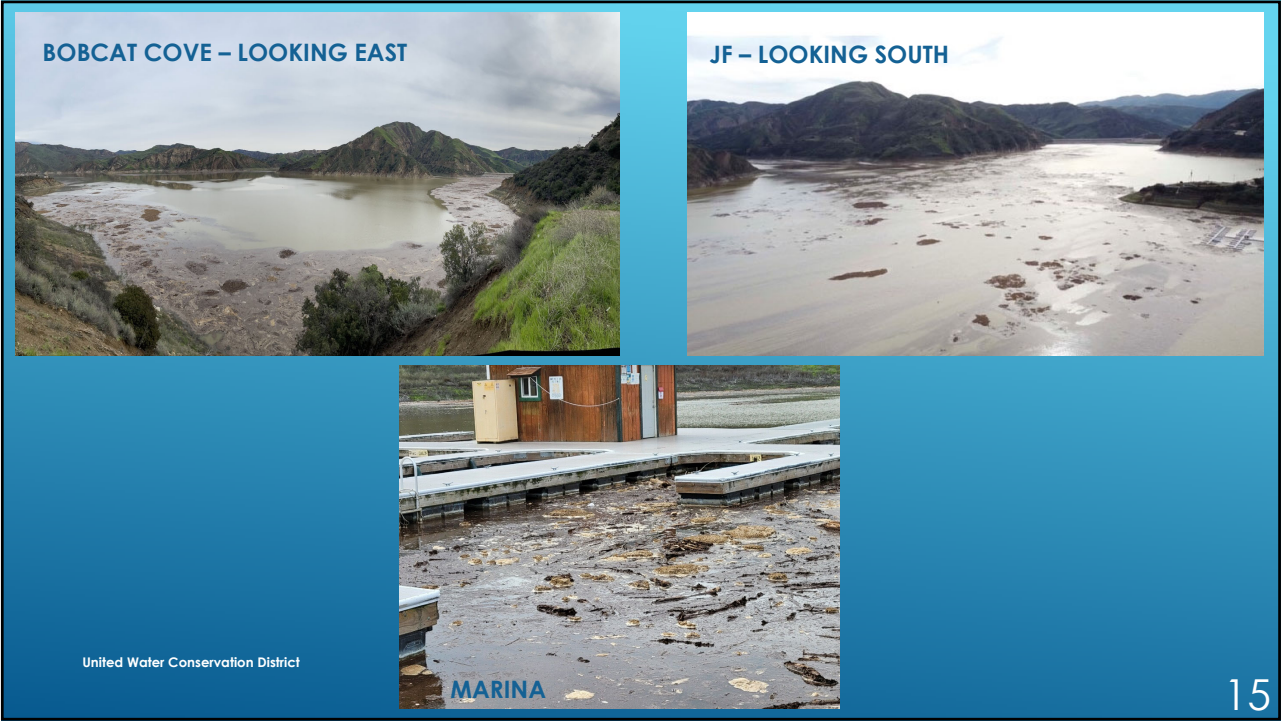 BOBCAT COVE – LOOKING EAST
JF – LOOKING SOUTH
MARINA
United Water Conservation District
15